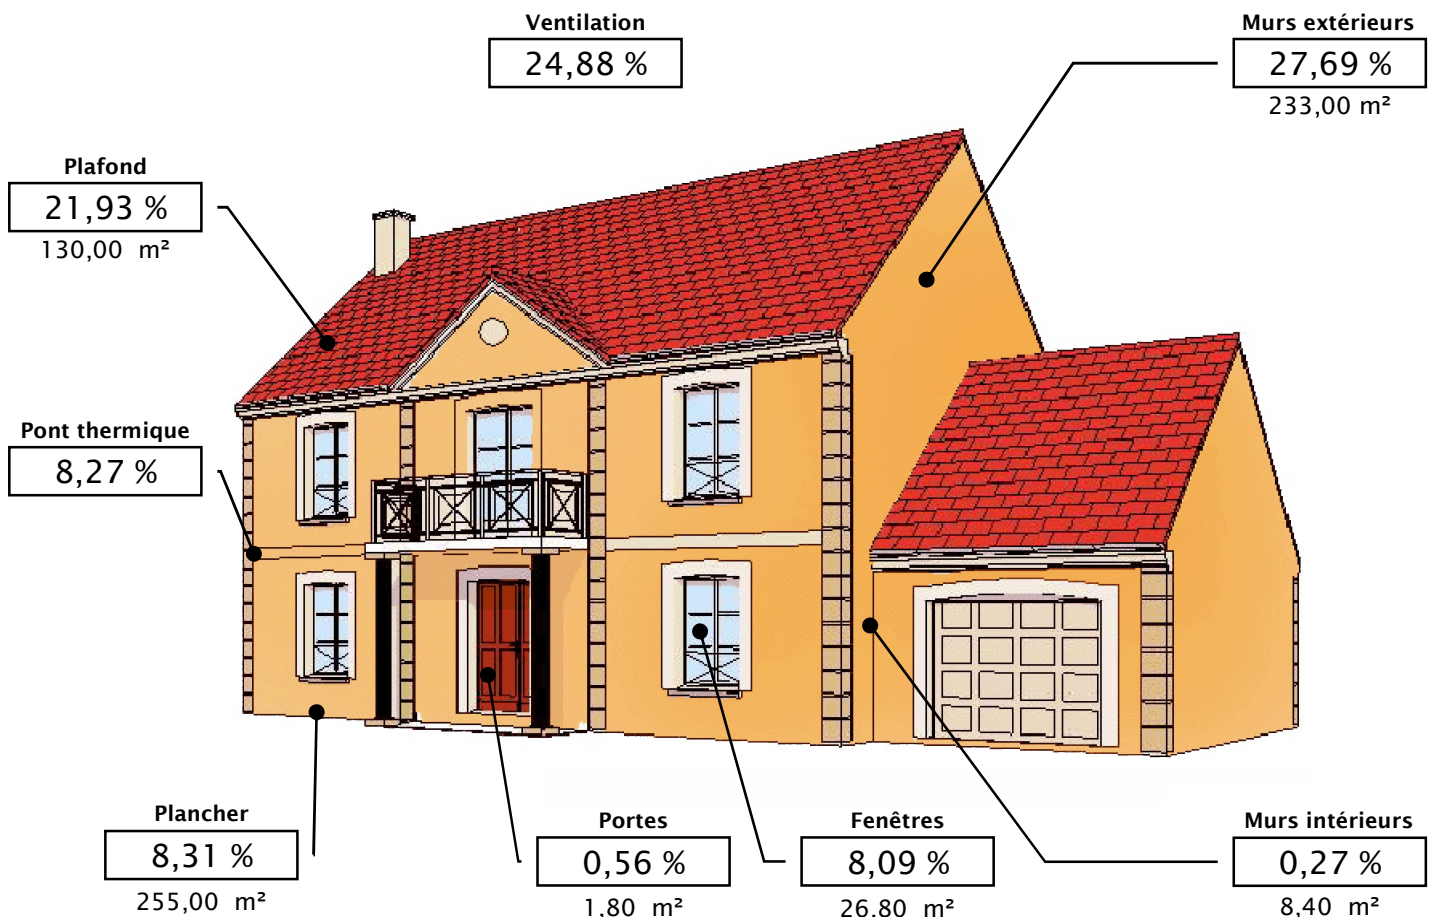 Ventilation
24,88 %
Murs extérieurs
27,69 %
233,00 m²
Plafond
21,93 %
130,00 m²
Pont thermique
8,27 %
Plancher
8,31 %
255,00 m²
Portes
0,56 %
1,80 m²
Fenêtres
8,09 %
26,80 m²
Murs intérieurs
0,27 %
8,40 m²